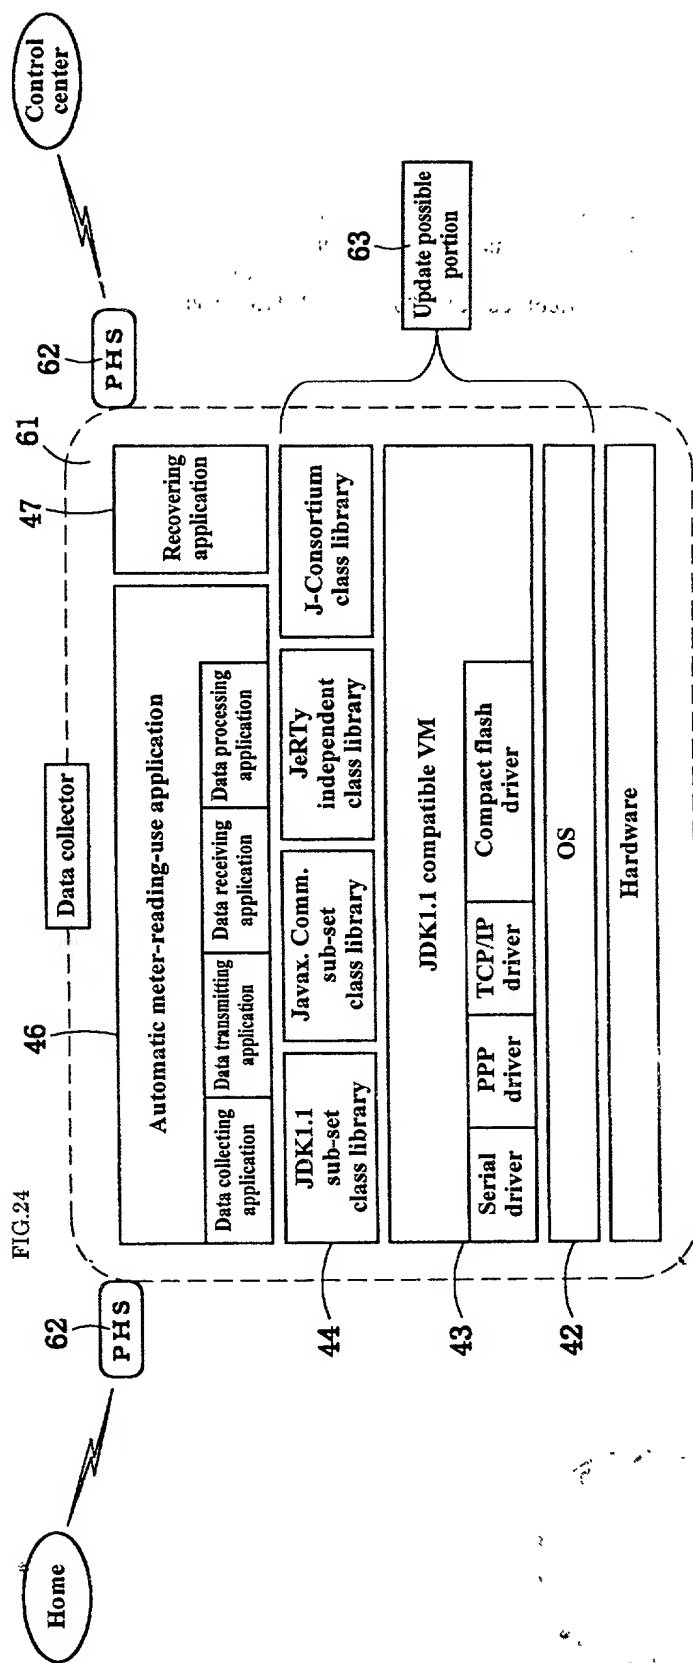 FIG.24
Home
62
PHS
Data collector
61
62
PHS
Control
center
46
Automatic meter-reading-use application
Data collecting
application
Data transmitting
application
Data receiving
application
Data processing
application
47
Recovering
application
44
JDK1.1
sub-set
class library
Javax. Comm.
sub-set
class library
JeRTy
independent
class library
J-Consortium
class library
43
JDK1.1 compatible VM
Serial
driver
PPP
driver
TCP/IP
driver
Compact flash
driver
42
OS
Hardware
63
Update possible
portion